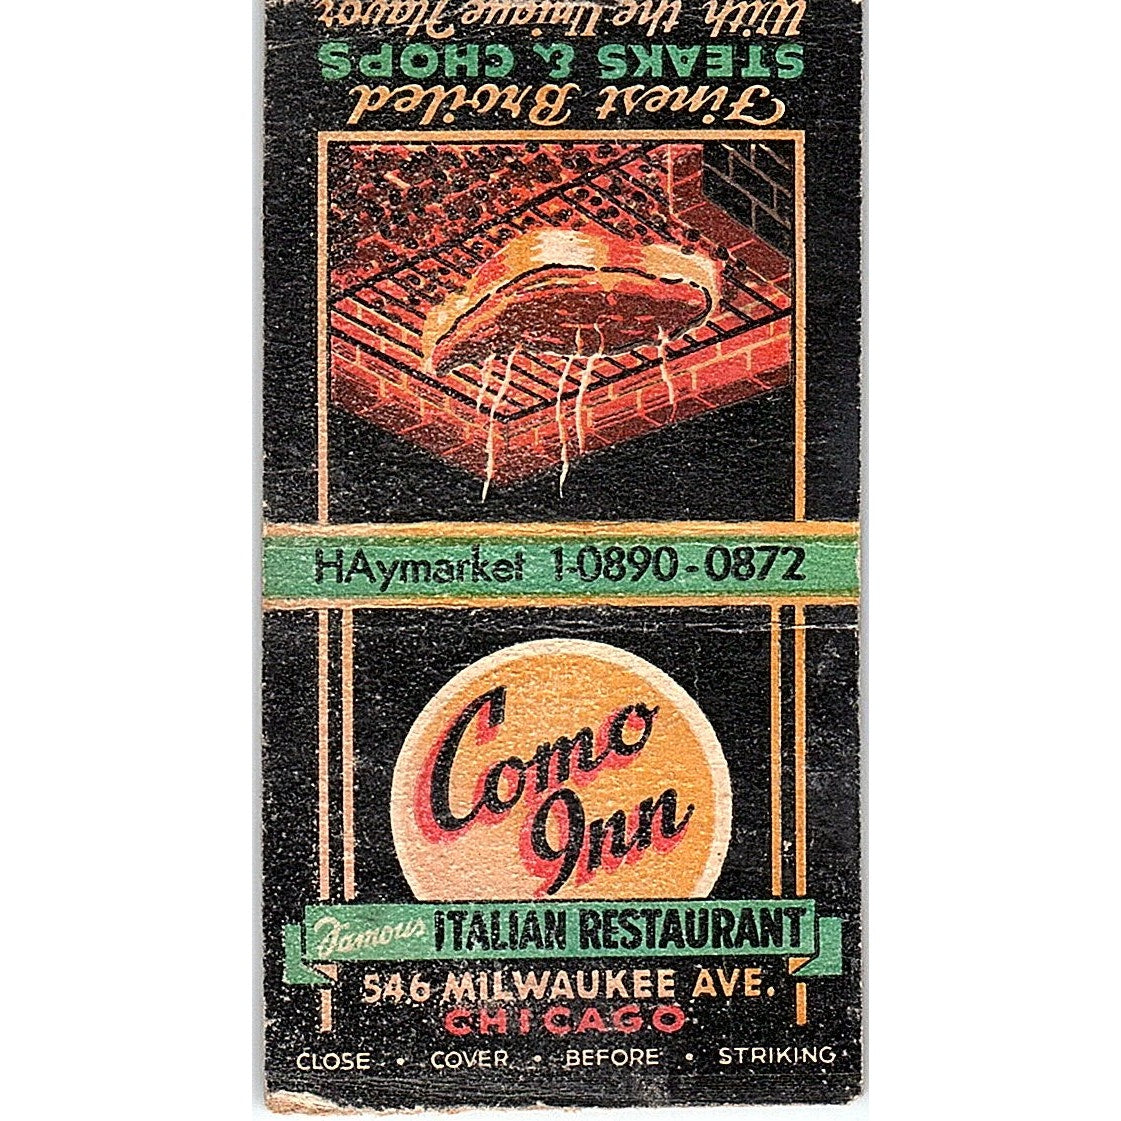 With the Unique Flavor
STEAKS & CHOPS
Finest Broiled
HAymarket 1-0890-0872
Como
Inn
Famous ITALIAN RESTAURANT
546 MILWAUKEE AVE.
CHICAGO
CLOSE • COVER • BEFORE • STRIKING